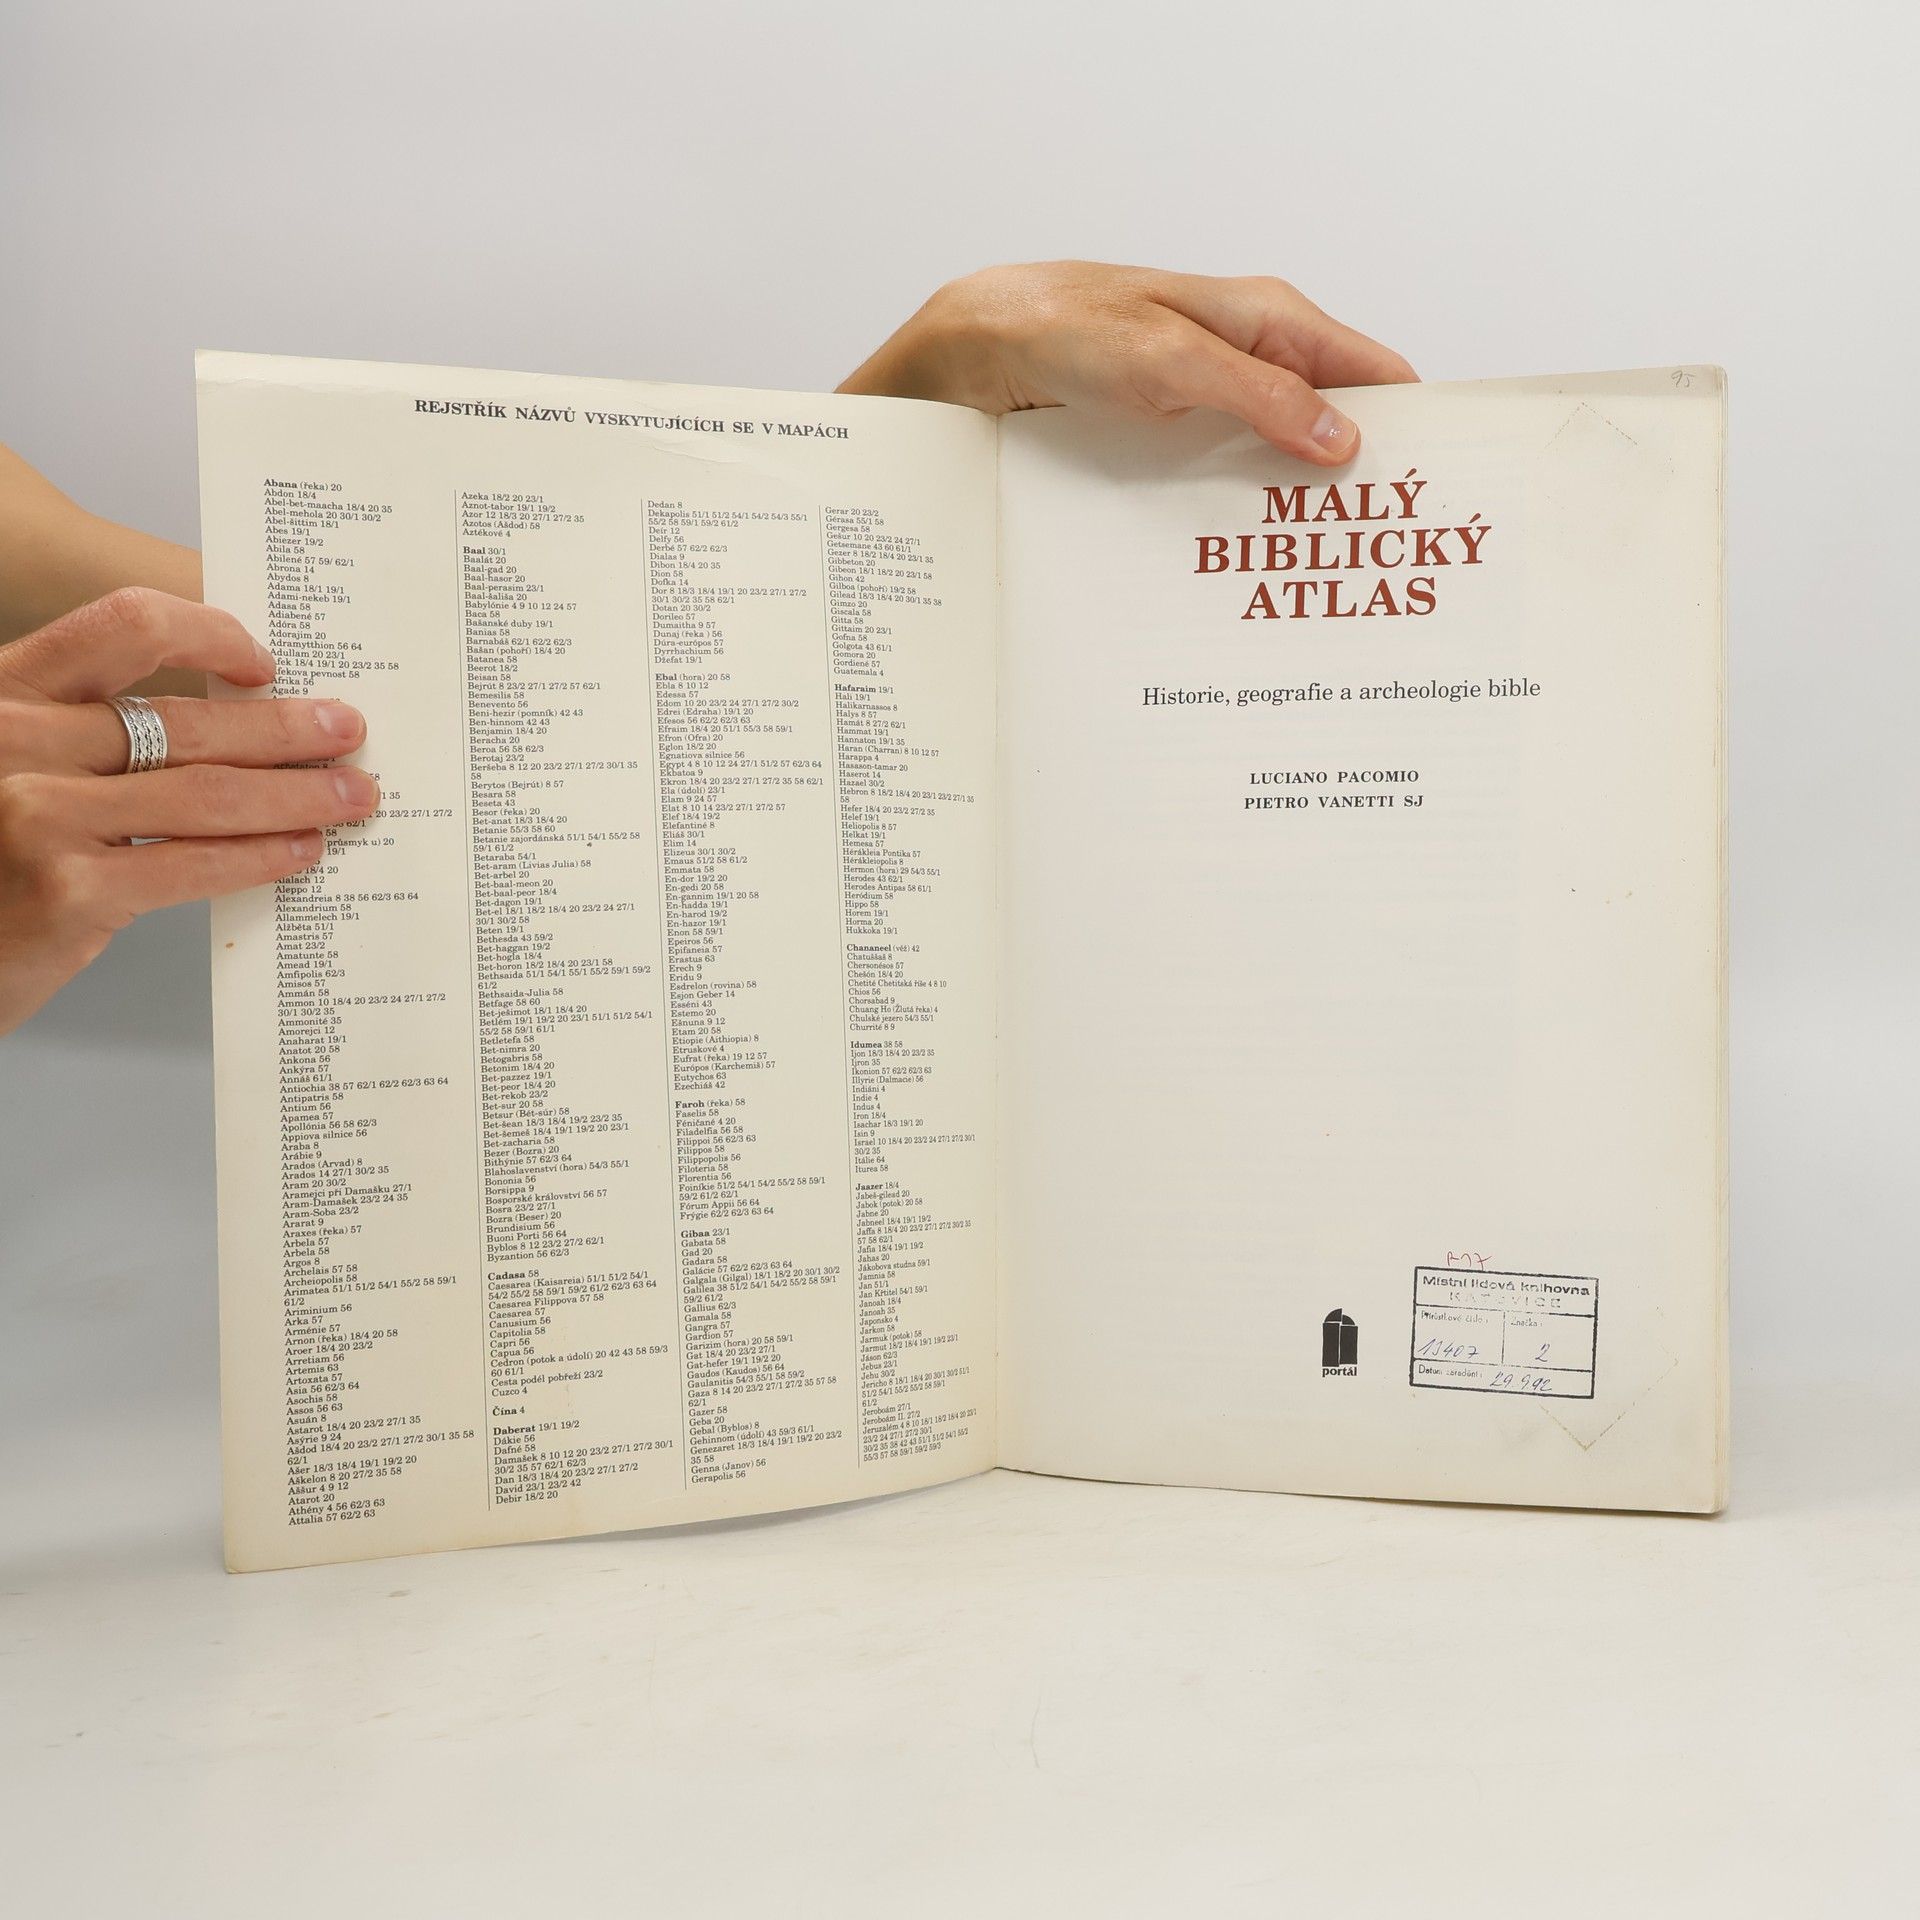 REJSTŘÍK NÁZVŮ VYSKYTUJÍCÍCH SE V MAPÁCH
Abana (řeka) 20
Abdon 18/4
Abel-bet-maacha 18/4 20 35
Abel-mehola 20 30/1 30/2
Abel-šittim 18/1
Abes 19/1
Abiezer 19/2
Abila 58
Abilené 57 59/ 62/1
Abrona 14
Abydos 8
Adama 18/1 19/1
Adami-nekeb 19/1
Adasa 58
Adiabené 57
Adóra 58
Adorajim 20
Adramytthion 56 64
Adullam 20 23/1
Afrika 56
Agade 9
Alalach 12
Aleppo 12
Alexandreia 8 38 56 62/3 63 64
Alexandrium 58
Allammelech 19/1
Alžběta 51/1
Amastris 57
Amat 23/2
Amatunte 58
Amead 19/1
Amfipolis 62/3
Amisos 57
Ammán 58
Ammon 10 18/4 20 23/2 24 27/1 27/2
30/1 30/2 35
Ammonité 35
Amorejci 12
Anaharat 19/1
Anatot 20 58
Ankona 56
Ankýra 57
Annáš 61/1
Antiochia 38 57 62/1 62/2 62/3 63 64
Antipatris 58
Antium 56
Apamea 57
Apollónia 56 58 62/3
Appiova silnice 56
Araba 8
Arábie 9
Arados (Arvad) 8
Arados 14 27/1 30/2 35
Aram 20 30/2
Aramejci při Damašku 27/1
Aram-Damašek 23/2 24 35
Aram-Soba 23/2
Ararat 9
Araxes (řeka) 57
Arbela 57
Arbela 58
Argos 8
Archelais 57 58
Archeiopolis 58
Arimatea 51/1 51/2 54/1 55/2 58 59/1
61/2
Ariminium 56
Arka 57
Arménie 57
Arnon (řeka) 18/4 20 58
Aroer 18/4 20 23/2
Arretiam 56
Artemis 63
Artoxata 57
Asia 56 62/3 64
Asochis 58
Assos 56 63
Asuán 8
Astarot 18/4 20 23/2 27/1 35
Asýrie 9 24
Ašdod 18/4 20 23/2 27/1 27/2 30/1 35 58
62/1
Ašer 18/3 18/4 19/1 19/2 20
Aškelon 8 20 27/2 35 58
Aššur 4 9 12
Atarot 20
Athény 4 56 62/3 63
Attalia 57 62/2 63
Azeka 18/2 20 23/1
Aznot-tabor 19/1 19/2
Azor 12 18/3 20 27/1 27/2 35
Azotos (Ašdod) 58
Aztékové 4
Baal 30/1
Baalát 20
Baal-gad 20
Baal-hasor 20
Baal-perasim 23/1
Baal-šališa 20
Babylónie 4 9 10 12 24 57
Baca 58
Bašanské duby 19/1
Banias 58
Barnabáš 62/1 62/2 62/3
Bašan (pohoří) 18/4 20
Batanea 58
Beerot 18/2
Beisan 58
Bejrút 8 23/2 27/1 27/2 57 62/1
Bemesilis 58
Benevento 56
Beni-hezir (pomník) 42 43
Ben-hinnom 42 43
Benjamin 18/4 20
Beracha 20
Beroa 56 58 62/3
Berotaj 23/2
Beršeba 8 12 20 23/2 27/1 27/2 30/1 35
58
Berytos (Bejrút) 8 57
Besara 58
Beseta 43
Besor (řeka) 20
Bet-anat 18/3 18/4 20
Betanie 55/3 58 60
Betanie zajordánská 51/1 54/1 55/2 58
59/1 61/2
Betaraba 54/1
Bet-aram (Livias Julia) 58
Bet-arbel 20
Bet-baal-meon 20
Bet-baal-peor 18/4
Bet-dagon 19/1
Bet-el 18/1 18/2 18/4 20 23/2 24 27/1
30/1 30/2 58
Beten 19/1
Bethesda 43 59/2
Bet-haggan 19/2
Bet-hogla 18/4
Bet-horon 18/2 18/4 20 23/1 58
Bethsaida 51/1 54/1 55/1 55/2 59/1 59/2
61/2
Bethsaida-Julia 58
Betfage 58 60
Bet-ješimot 18/1 18/4 20
Betlém 19/1 19/2 20 23/1 51/1 51/2 54/1
55/2 58 59/1 61/1
Betletefa 58
Bet-nimra 20
Betogabris 58
Betonim 18/4 20
Bet-pazzez 19/1
Bet-peor 18/4 20
Bet-rekob 23/2
Bet-sur 20 58
Betsur (Bét-súr) 58
Bet-šean 18/3 18/4 19/2 23/2 35
Bet-šemeš 18/4 19/1 19/2 20 23/1
Bet-zacharia 58
Bezer (Bozra) 20
Bithýnie 57 62/3 64
Blahoslavenství (hora) 54/3 55/1
Bononia 56
Borsippa 9
Bosporské království 56 57
Bosra 23/2 27/1
Bozra (Beser) 20
Brundisium 56
Buoni Porti 56 64
Byblos 8 12 23/2 27/2 62/1
Byzantion 56 62/3
Cadasa 58
Caesarea (Kaisareia) 51/1 51/2 54/1
54/2 55/2 58 59/1 59/2 61/2 62/3 63 64
Caesarea Filippova 57 58
Caesarea 57
Canusium 56
Capitolia 58
Capri 56
Capua 56
Cedron (potok a údolí) 20 42 43 58 59/3
60 61/1
Cesta podél pobřeží 23/2
Cuzco 4
Čína 4
Daberat 19/1 19/2
Dákie 56
Dafné 58
Damašek 8 10 12 20 23/2 27/1 27/2 30/1
30/2 35 57 62/1 62/3
Dan 18/3 18/4 20 23/2 27/1 27/2
David 23/1 23/2 42
Debir 18/2 20
Dedan 8
Dekapolis 51/1 51/2 54/1 54/2 54/3 55/1
55/2 58 59/1 59/2 61/2
Deír 12
Delfy 56
Derbé 57 62/2 62/3
Dialas 9
Dibon 18/4 20 35
Dion 58
Dofka 14
Dor 8 18/3 18/4 19/1 20 23/2 27/1 27/2
30/1 30/2 35 58 62/1
Dotan 20 30/2
Dorileo 57
Dumaitha 9 57
Dunaj (řeka ) 56
Dúra-európos 57
Dyrrhachium 56
Džefat 19/1
Ebal (hora) 20 58
Ebla 8 10 12
Edessa 57
Edom 10 20 23/2 24 27/1 27/2 30/2
Edrei (Edraha) 19/1 20
Efesos 56 62/2 62/3 63
Efraim 18/4 20 51/1 55/3 58 59/1
Efron (Ofra) 20
Eglon 18/2 20
Egnatiova silnice 56
Egypt 4 8 10 12 24 27/1 51/2 57 62/3 64
Ekbatoa 9
Ekron 18/4 20 23/2 27/1 27/2 35 58 62/1
Ela (údolí) 23/1
Elam 9 24 57
Elat 8 10 14 23/2 27/1 27/2 57
Elef 18/4 19/2
Elefantiné 8
Eliáš 30/1
Elim 14
Elizeus 30/1 30/2
Emaus 51/2 58 61/2
Emmata 58
En-dor 19/2 20
En-gedi 20 58
En-gannim 19/1 20 58
En-hadda 19/1
En-harod 19/2
En-hazor 19/1
Enon 58 59/1
Epeiros 56
Epifaneia 57
Erastus 63
Erech 9
Eridu 9
Esdrelon (rovina) 58
Esjon Geber 14
Esséni 43
Estemo 20
Ešnuna 9 12
Etam 20 58
Etiopie (Aithiopia) 8
Etruskové 4
Eufrat (řeka) 19 12 57
Európos (Karchemiš) 57
Eutychos 63
Ezechiáš 42
Faroh (řeka) 58
Faselis 58
Féničané 4 20
Filadelfia 56 58
Filippoi 56 62/3 63
Filippos 58
Filippopolis 56
Filoteria 58
Florentia 56
Foiníkie 51/2 54/1 54/2 55/2 58 59/1
59/2 61/2 62/1
Fórum Appii 56 64
Frýgie 62/2 62/3 63 64
Gibaa 23/1
Gabata 58
Gad 20
Gadara 58
Galácie 57 62/2 62/3 63 64
Galgala (Gilgal) 18/1 18/2 20 30/1 30/2
Galilea 38 51/2 54/1 54/2 55/2 58 59/1
59/2 61/2
Gallius 62/3
Gamala 58
Gangra 57
Gardion 57
Garizim (hora) 20 58 59/1
Gat 18/4 20 23/2 27/1
Gat-hefer 19/1 19/2 20
Gaudos (Kaudos) 56 64
Gaulanitis 54/3 55/1 58 59/2
Gaza 8 14 20 23/2 27/1 27/2 35 57 58
62/1
Gazer 58
Geba 20
Gebal (Byblos) 8
Gehinnom (údolí) 43 59/3 61/1
Genezaret 18/3 18/4 19/1 19/2 20 23/2
35 58
Genna (Janov) 56
Gerapolis 56
Gerar 20 23/2
Gérasa 55/1 58
Gergesa 58
Gešur 10 20 23/2 24 27/1
Getsemane 43 60 61/1
Gezer 8 18/2 18/4 20 23/1 35
Gibbeton 20
Gibeon 18/1 18/2 20 23/1 58
Gihon 42
Gilboa (pohoří) 19/2 58
Gilead 18/3 18/4 20 30/1 35 38
Gimzo 20
Giscala 58
Gitta 58
Gittaim 20 23/1
Gofna 58
Golgota 43 61/1
Gomora 20
Gordiené 57
Guatemala 4
Hafaraim 19/1
Hali 19/1
Halikarnassos 8
Halys 8 57
Hamát 8 27/2 62/1
Hammat 19/1
Hannaton 19/1 35
Haran (Charran) 8 10 12 57
Harappa 4
Hasason-tamar 20
Haserot 14
Hazael 30/2
Hebron 8 18/2 18/4 20 23/1 23/2 27/1 35
58
Hefer 18/4 20 23/2 27/2 35
Helef 19/1
Heliopolis 8 57
Helkat 19/1
Hemesa 57
Hérákleia Pontika 57
Hérákleiopolis 8
Hermon (hora) 29 54/3 55/1
Herodes 43 62/1
Herodes Antipas 58 61/1
Heródium 58
Hippo 58
Horem 19/1
Horma 20
Hukkoka 19/1
Chananeel (věž) 42
Chatuššaš 8
Chersonésos 57
Chešón 18/4 20
Chetité Chetitská říše 4 8 10
Chios 56
Chorsabad 9
Chuang Ho (Žlutá řeka) 4
Chulské jezero 54/3 55/1
Churrité 8 9
Idumea 38 58
Ijon 18/3 18/4 20 23/2 35
Ijron 35
Ikonion 57 62/2 62/3 63
Illyrie (Dalmacie) 56
Indiáni 4
Indie 4
Indus 4
Iron 18/4
Isachar 18/3 19/1 20
Isin 9
Israel 10 18/4 20 23/2 24 27/1 27/2 30/1
30/2 35
Itálie 64
Iturea 58
Jaazer 18/4
Jabeš-gilead 20
Jabok (potok) 20 58
Jabne 20
Jabneel 18/4 19/1 19/2
Jaffa 8 18/4 20 23/2 27/1 27/2 30/2 35
57 58 62/1
Jafia 18/4 19/1 19/2
Jahas 20
Jákobova studna 59/1
Jamnia 58
Jan 51/1
Jan Křtitel 54/1 59/1
Janoah 18/4
Janoah 35
Japonsko 4
Jarkon 58
Jarmuk (potok) 58
Jarmut 18/2 18/4 19/1 19/2 23/1
Jáson 62/3
Jebus 23/1
Jehu 30/2
Jericho 8 18/1 18/4 20 30/1 30/2 51/1
51/2 54/1 55/2 55/2 58 59/1
61/2
Jeroboám 27/1
Jeroboám II. 27/2
Jeruzalém 4 8 10 18/1 18/2 18/4 20 23/1
23/2 24 27/1 27/2 30/1
30/2 35 38 42 43 51/1 51/2 54/1 55/2
55/3 57 58 59/1 59/2 59/3
95
MALÝ
BIBLICKÝ
ATLAS
Historie, geografie a archeologie bible
LUCIANO PACOMIO
PIETRO VANETTI SJ
portál
Místní lidová knihovna
KATOVICE
Přírůstkové číslo:
Značka:
13407
2
Datum zařadění:
29.9.92